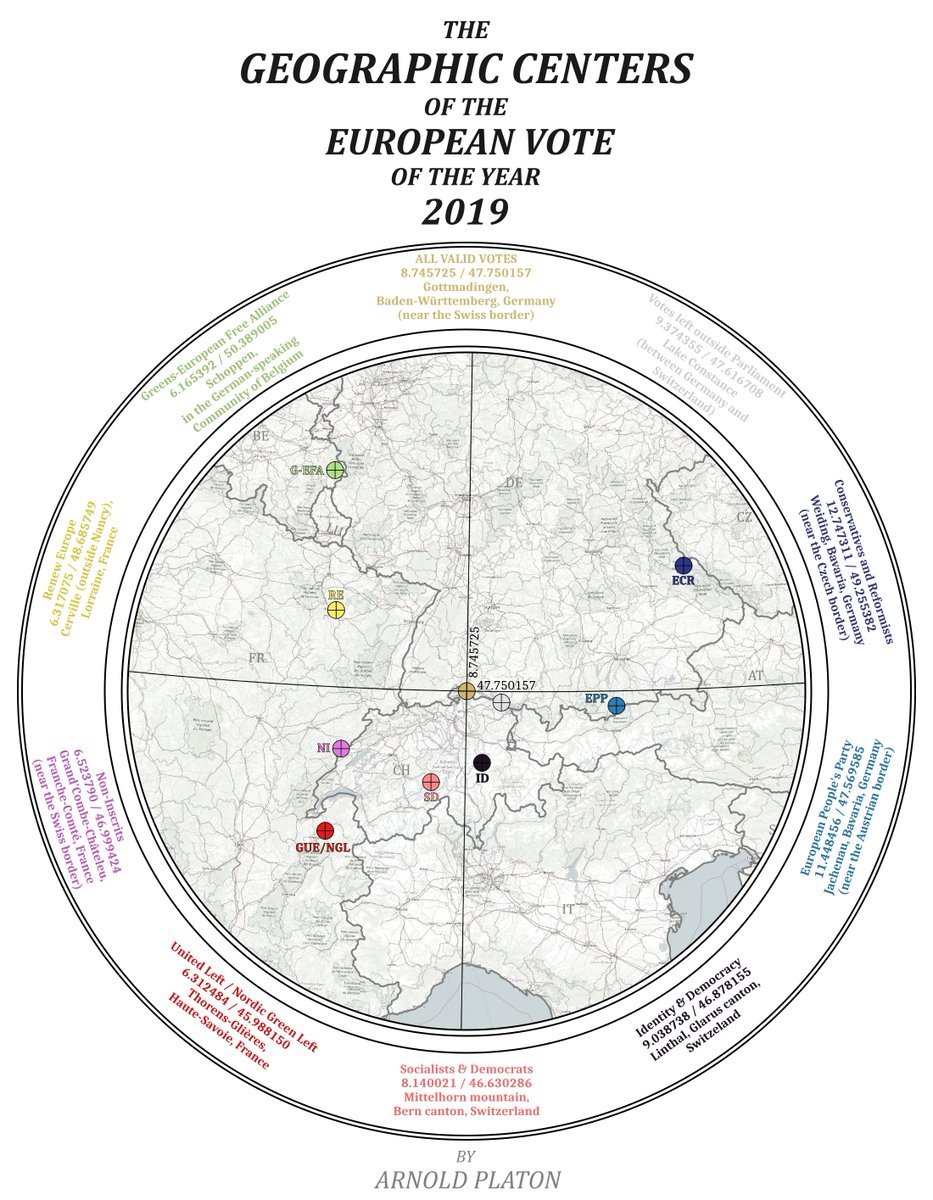 THE
GEOGRAPHIC CENTERS
OF THE
EUROPEAN VOTE
OF THE YEAR
2019
ALL VALID VOTES
8.745725 / 47.750157
Gottmadingen,
Baden-Württemberg, Germany
(near the Swiss border)
Votes left outside Parliament
9.374355 / 47.616708
Lake Constance
(between Germany and
Switzerland)
Conservatives and Reformists
12.747311 / 49.255382
Weiding, Bavaria, Germany
(near the Czech border)
European People's Party
11.448456 / 47.569585
Jachenau, Bavaria, Germany
(near the Austrian border)
Identity & Democracy
9.038738 / 46.878155
Linthal, Glarus canton,
Switzeland
Socialists & Democrats
8.140021 / 46.630286
Mittelhorn mountain,
Bern canton, Switzerland
United Left / Nordic Green Left
6.312484 / 45.988150
Thorens-Glières,
Haute-Savoie, France
Non-Inscrits
6.523790 / 46.999424
Grand'Combe-Châteleu,
Franche-Comté, France
(near the Swiss border)
Renew Europe
6.317075 / 48.685749
Cerville (outside Nancy),
Lorraine, France
Greens-European Free Alliance
6.165392 / 50.389005
Schoppen,
in the German-speaking
Community of Belgium
BE
G-EFA
DE
LU
CZ
ECR
RE
FR
8.745725
47.750157
AT
EPP
NI
CH
ID
SD
GUE/NGL
S
IT
BY
ARNOLD PLATON